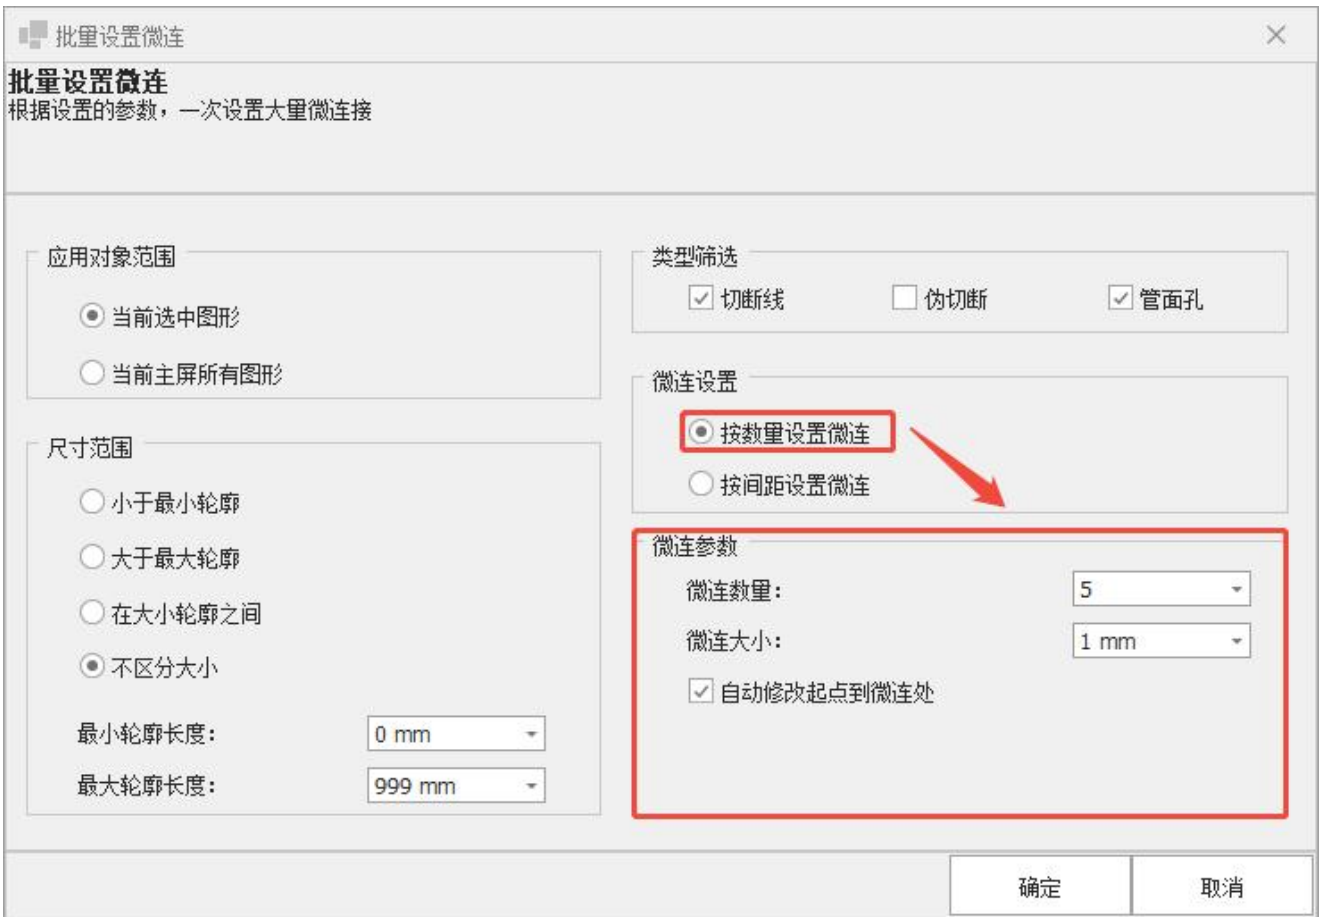 批量设置微连
批量设置微连
根据设置的参数，一次设置大量微连接
应用对象范围
当前选中图形
当前主屏所有图形
尺寸范围
小于最小轮廓
大于最大轮廓
在大小轮廓之间
不区分大小
最小轮廓长度：
0 mm
最大轮廓长度：
999 mm
类型筛选
切断线
伪切断
管面孔
微连设置
按数量设置微连
按间距设置微连
微连参数
微连数量：
5
微连大小：
1 mm
自动修改起点到微连处
确定
取消